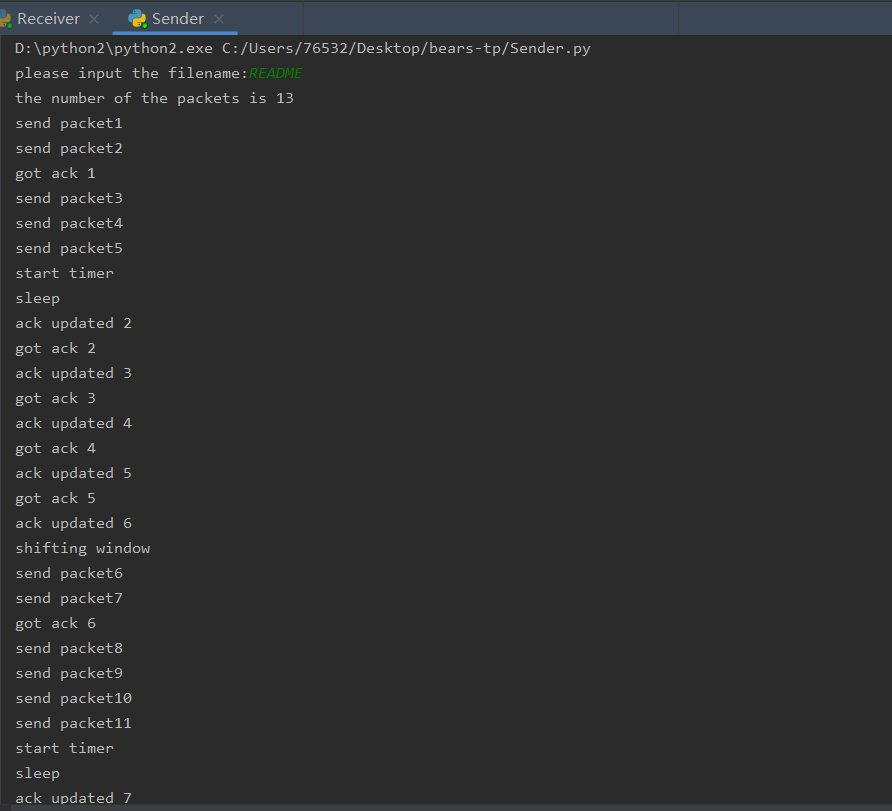 Receiver
Sender
D:\python2\python2.exe C:/Users/76532/Desktop/bears-tp/Sender.py
please input the filename:README
the number of the packets is 13
send packet1
send packet2
got ack 1
send packet3
send packet4
send packet5
start timer
sleep
ack updated 2
got ack 2
ack updated 3
got ack 3
ack updated 4
got ack 4
ack updated 5
got ack 5
ack updated 6
shifting window
send packet6
send packet7
got ack 6
send packet8
send packet9
send packet10
send packet11
start timer
sleep
ack updated 7